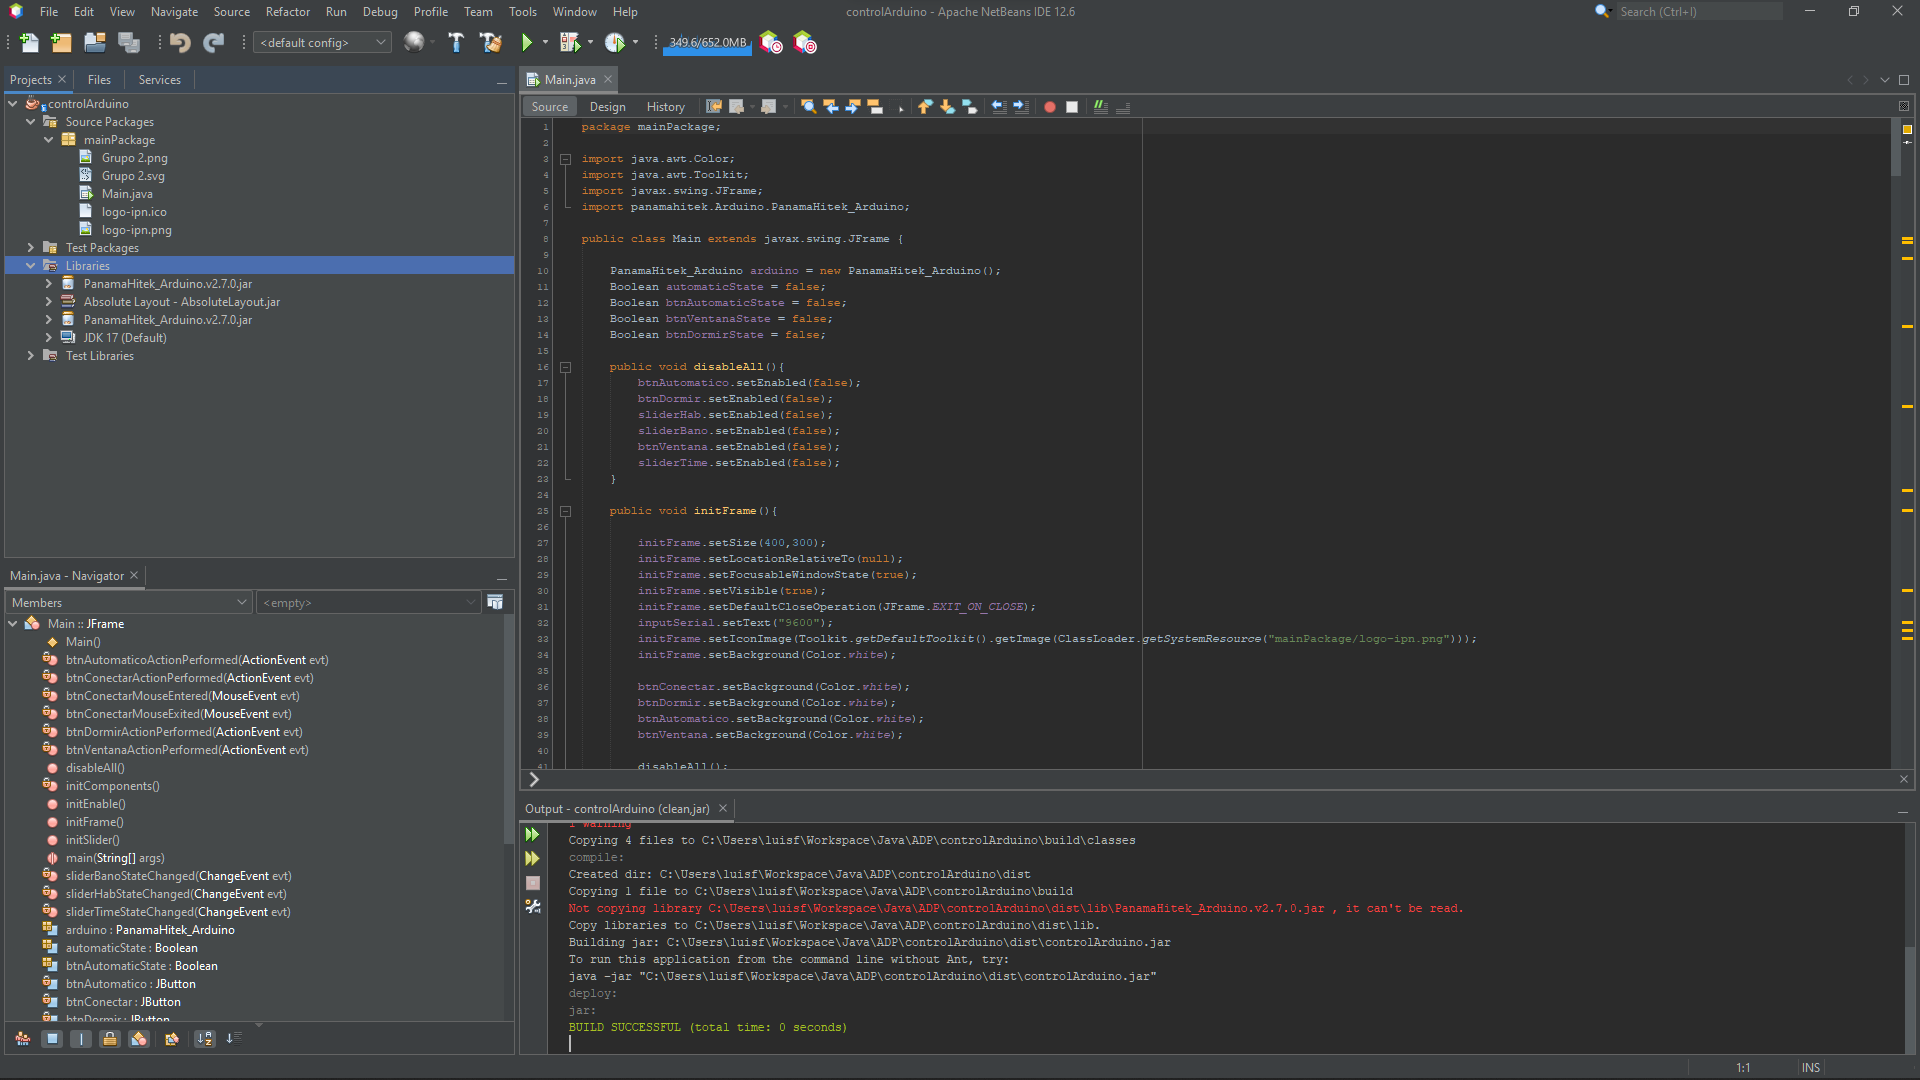 File Edit View Navigate Source Refactor Run Debug Profile Team Tools Window Help
controlArduino - Apache NetBeans IDE 12.6
Search (Ctrl+I)
<default config>
349.6/652.0MB
Projects Files Services
controlArduino
Source Packages
mainPackage
Grupo 2.png
Grupo 2.svg
Main.java
logo-ipn.ico
logo-ipn.png
Test Packages
Libraries
PanamaHitek_Arduino.v2.7.0.jar
Absolute Layout - AbsoluteLayout.jar
PanamaHitek_Arduino.v2.7.0.jar
JDK 17 (Default)
Test Libraries
Main.java - Navigator
Members
<empty>
Main :: JFrame
Main()
btnAutomaticoActionPerformed(ActionEvent evt)
btnConectarActionPerformed(ActionEvent evt)
btnConectarMouseEntered(MouseEvent evt)
btnConectarMouseExited(MouseEvent evt)
btnDormirActionPerformed(ActionEvent evt)
btnVentanaActionPerformed(ActionEvent evt)
disableAll()
initComponents()
initEnable()
initFrame()
initSlider()
main(String[] args)
sliderBanoStateChanged(ChangeEvent evt)
sliderHabStateChanged(ChangeEvent evt)
sliderTimeStateChanged(ChangeEvent evt)
arduino : PanamaHitek_Arduino
automaticState : Boolean
btnAutomaticState : Boolean
btnAutomatico : JButton
btnConectar : JButton
btnDormir : JButton
Main.java
Source Design History
1 package mainPackage;
2
3 import java.awt.Color;
4 import java.awt.Toolkit;
5 import javax.swing.JFrame;
6 import panamahitek.Arduino.PanamaHitek_Arduino;
7
8 public class Main extends javax.swing.JFrame {
9
10 PanamaHitek_Arduino arduino = new PanamaHitek_Arduino();
11 Boolean automaticState = false;
12 Boolean btnAutomaticState = false;
13 Boolean btnVentanaState = false;
14 Boolean btnDormirState = false;
15
16 public void disableAll(){
17 btnAutomatico.setEnabled(false);
18 btnDormir.setEnabled(false);
19 sliderHab.setEnabled(false);
20 sliderBano.setEnabled(false);
21 btnVentana.setEnabled(false);
22 sliderTime.setEnabled(false);
23 }
24
25 public void initFrame(){
26
27 initFrame.setSize(400,300);
28 initFrame.setLocationRelativeTo(null);
29 initFrame.setFocusableWindowState(true);
30 initFrame.setVisible(true);
31 initFrame.setDefaultCloseOperation(JFrame.EXIT_ON_CLOSE);
32 inputSerial.setText("9600");
33 initFrame.setIconImage(Toolkit.getDefaultToolkit().getImage(ClassLoader.getSystemResource("mainPackage/logo-ipn.png")));
34 initFrame.setBackground(Color.white);
35
36 btnConectar.setBackground(Color.white);
37 btnDormir.setBackground(Color.white);
38 btnAutomatico.setBackground(Color.white);
39 btnVentana.setBackground(Color.white);
40
41 disableAll();
Output - controlArduino (clean,jar)
1 warning
Copying 4 files to C:\Users\luisf\Workspace\Java\ADP\controlArduino\build\classes
compile:
Created dir: C:\Users\luisf\Workspace\Java\ADP\controlArduino\dist
Copying 1 file to C:\Users\luisf\Workspace\Java\ADP\controlArduino\build
Not copying library C:\Users\luisf\Workspace\Java\ADP\controlArduino\dist\lib\PanamaHitek_Arduino.v2.7.0.jar , it can't be read.
Copy libraries to C:\Users\luisf\Workspace\Java\ADP\controlArduino\dist\lib.
Building jar: C:\Users\luisf\Workspace\Java\ADP\controlArduino\dist\controlArduino.jar
To run this application from the command line without Ant, try:
java -jar "C:\Users\luisf\Workspace\Java\ADP\controlArduino\dist\controlArduino.jar"
deploy:
jar:
BUILD SUCCESSFUL (total time: 0 seconds)
1:1 INS